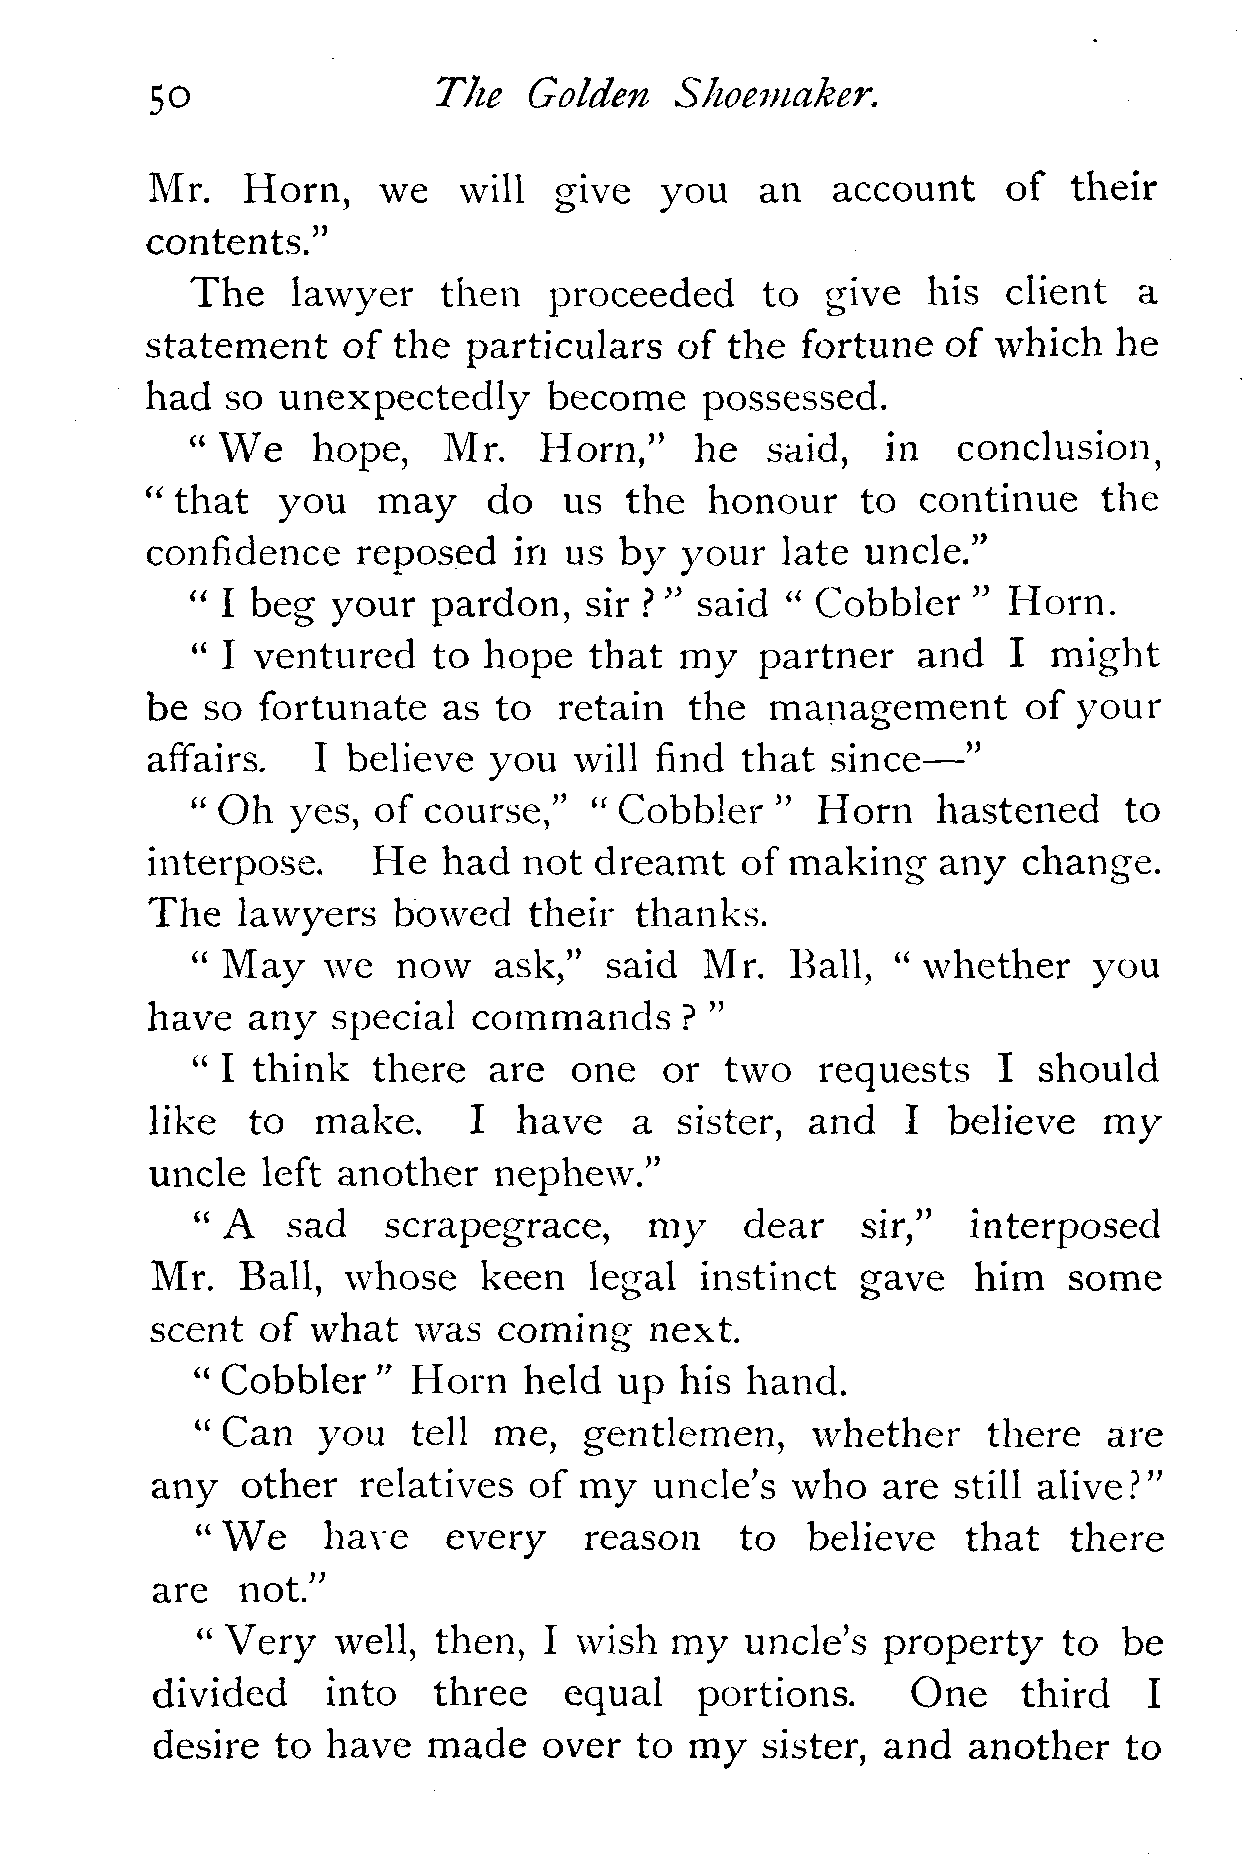 50 The Golden Shoemaker.
Mr. Horn, we will give you an account of their
contents."
The lawyer then proceeded to give his client a
statement of the particulars of the fortune of which he
had so unexpectedly become possessed.
" We hope, Mr. Horn," he said, in conclusion,
" that you may do us the honour to continue the
confidence reposed in us by your late uncle."
" I beg your pardon, sir ? " said " Cobbler " Horn.
" I ventured to hope that my partner and I might
be so fortunate as to retain the management of your
affairs. I believe you will find that since—"
" Oh yes, of course," " Cobbler " Horn hastened to
interpose. He had not dreamt of making any change.
The lawyers bowed their thanks.
" May we now ask," said Mr. Ball, " whether you
have any special commands ? "
" I think there are one or two requests I should
like to make. I have a sister, and I believe my
uncle left another nephew."
" A sad scrapegrace, my dear sir," interposed
Mr. Ball, whose keen legal instinct gave him some
scent of what was coming next.
" Cobbler " Horn held up his hand.
" Can you tell me, gentlemen, whether there are
any other relatives of my uncle's who are still alive?"
" We have every reason to believe that there
are not."
" Very well, then, I wish my uncle's property to be
divided into three equal portions. One third I
desire to have made over to my sister, and another to